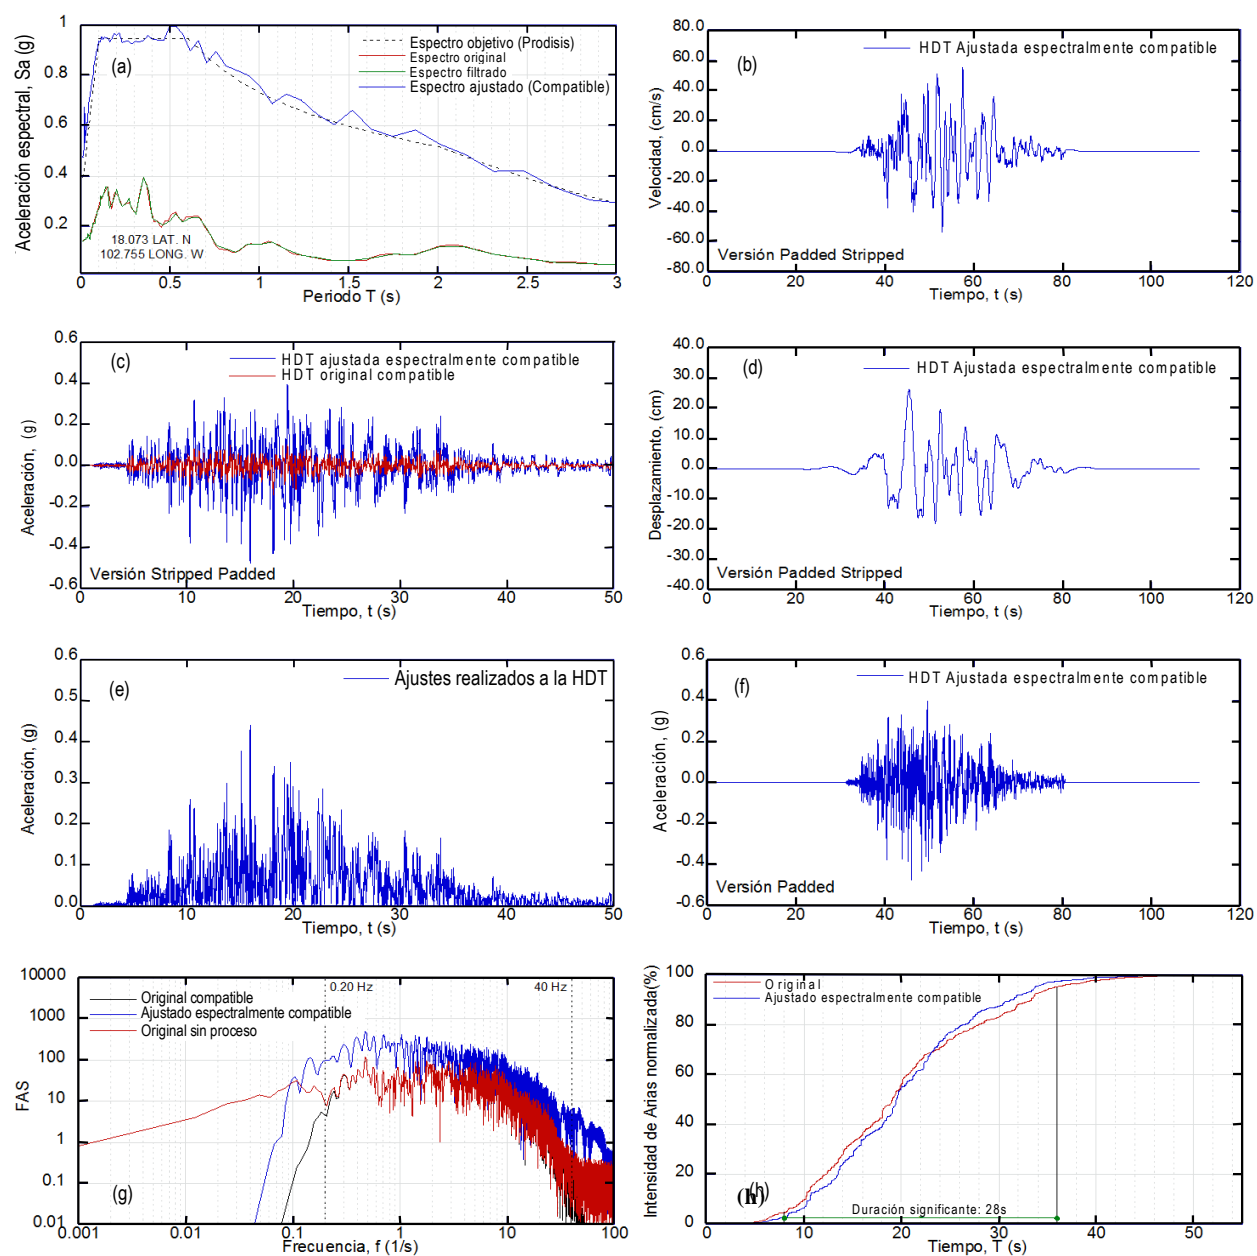 Aceleración espectral, Sa (g)
1
0.8
0.6
0.4
0.2
(a)
Espectro objetivo (Prodisis)
Espectro original
Espectro filtrado
Espectro ajustado (Compatible)
18.073 LAT. N
102.755 LONG. W
0 0.5 1 1.5 2 2.5 3
Periodo T (s)
Velocidad, (cm/s)
80.0
60.0
40.0
20.0
0.0
-20.0
-40.0
-60.0
-80.0
(b)
HDT Ajustada espectralmente compatible
Versión Padded Stripped
0 20 40 60 80 100 120
Tiempo, t (s)
Aceleración, (g)
0.6
0.4
0.2
0.0
-0.2
-0.4
-0.6
(c)
HDT ajustada espectralmente compatible
HDT original compatible
Versión Stripped Padded
0 10 20 30 40 50
Tiempo, t (s)
Desplazamiento, (cm)
40.0
30.0
20.0
10.0
0.0
-10.0
-20.0
-30.0
-40.0
(d)
HDT Ajustada espectralmente compatible
Versión Padded Stripped
0 20 40 60 80 100 120
Tiempo, t (s)
Aceleración, (g)
0.6
0.5
0.4
0.3
0.2
0.1
0.0
(e)
Ajustes realizados a la HDT
0 10 20 30 40 50
Tiempo, t (s)
Aceleración, (g)
0.6
0.4
0.2
0.0
-0.2
-0.4
-0.6
(f)
HDT Ajustada espectralmente compatible
Versión Padded
0 20 40 60 80 100 120
Tiempo, t (s)
FAS
10000
1000
100
10
1
0.1
0.01
Original compatible
Ajustado espectralmente compatible
Original sin proceso
0.20 Hz
40 Hz
(g)
0.001 0.01 0.1 1 10 100
Frecuencia, f (1/s)
Intensidad de Arias normalizada(%)
100
80
60
40
20
0
Original
Ajustado espectralmente compatible
(h)
(h)
Duración significante: 28s
0 10 20 30 40 50
Tiempo, T (s)